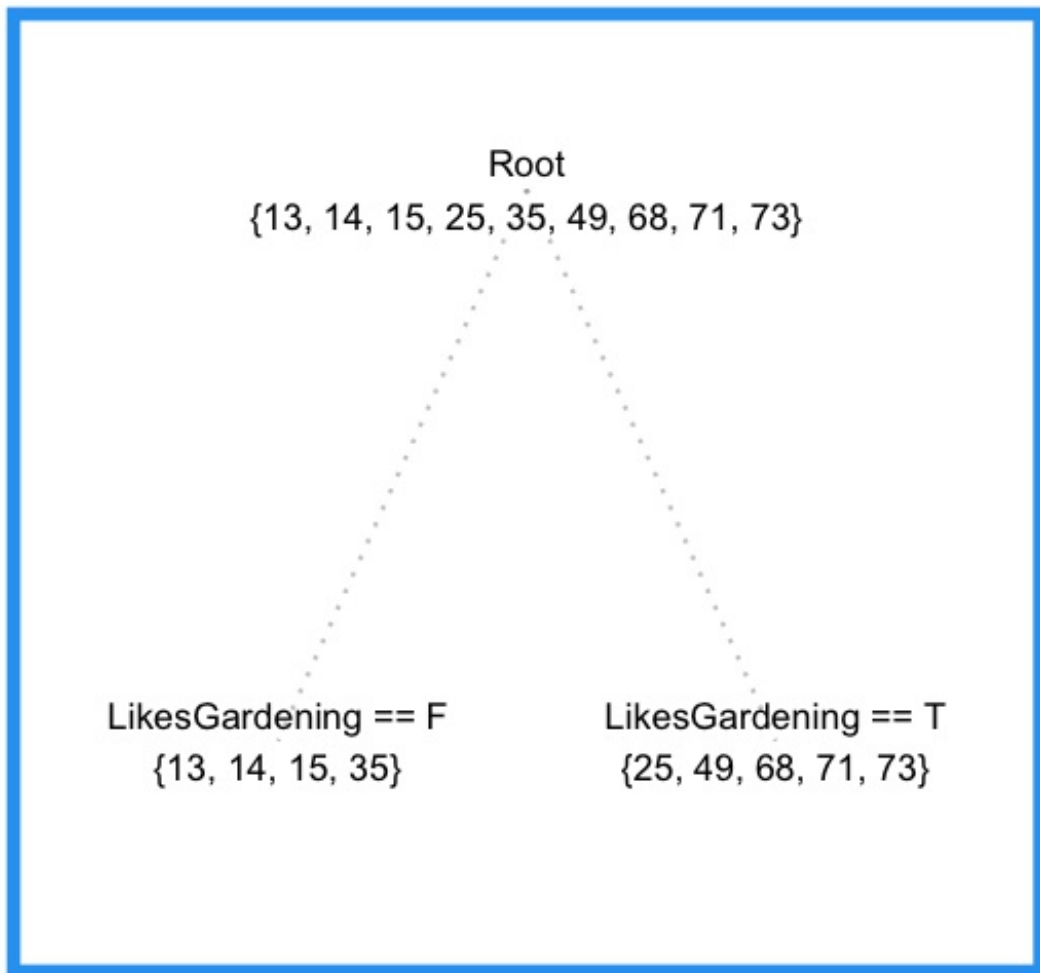 Root
{13, 14, 15, 25, 35, 49, 68, 71, 73}
LikesGardening == F
{13, 14, 15, 35}
LikesGardening == T
{25, 49, 68, 71, 73}